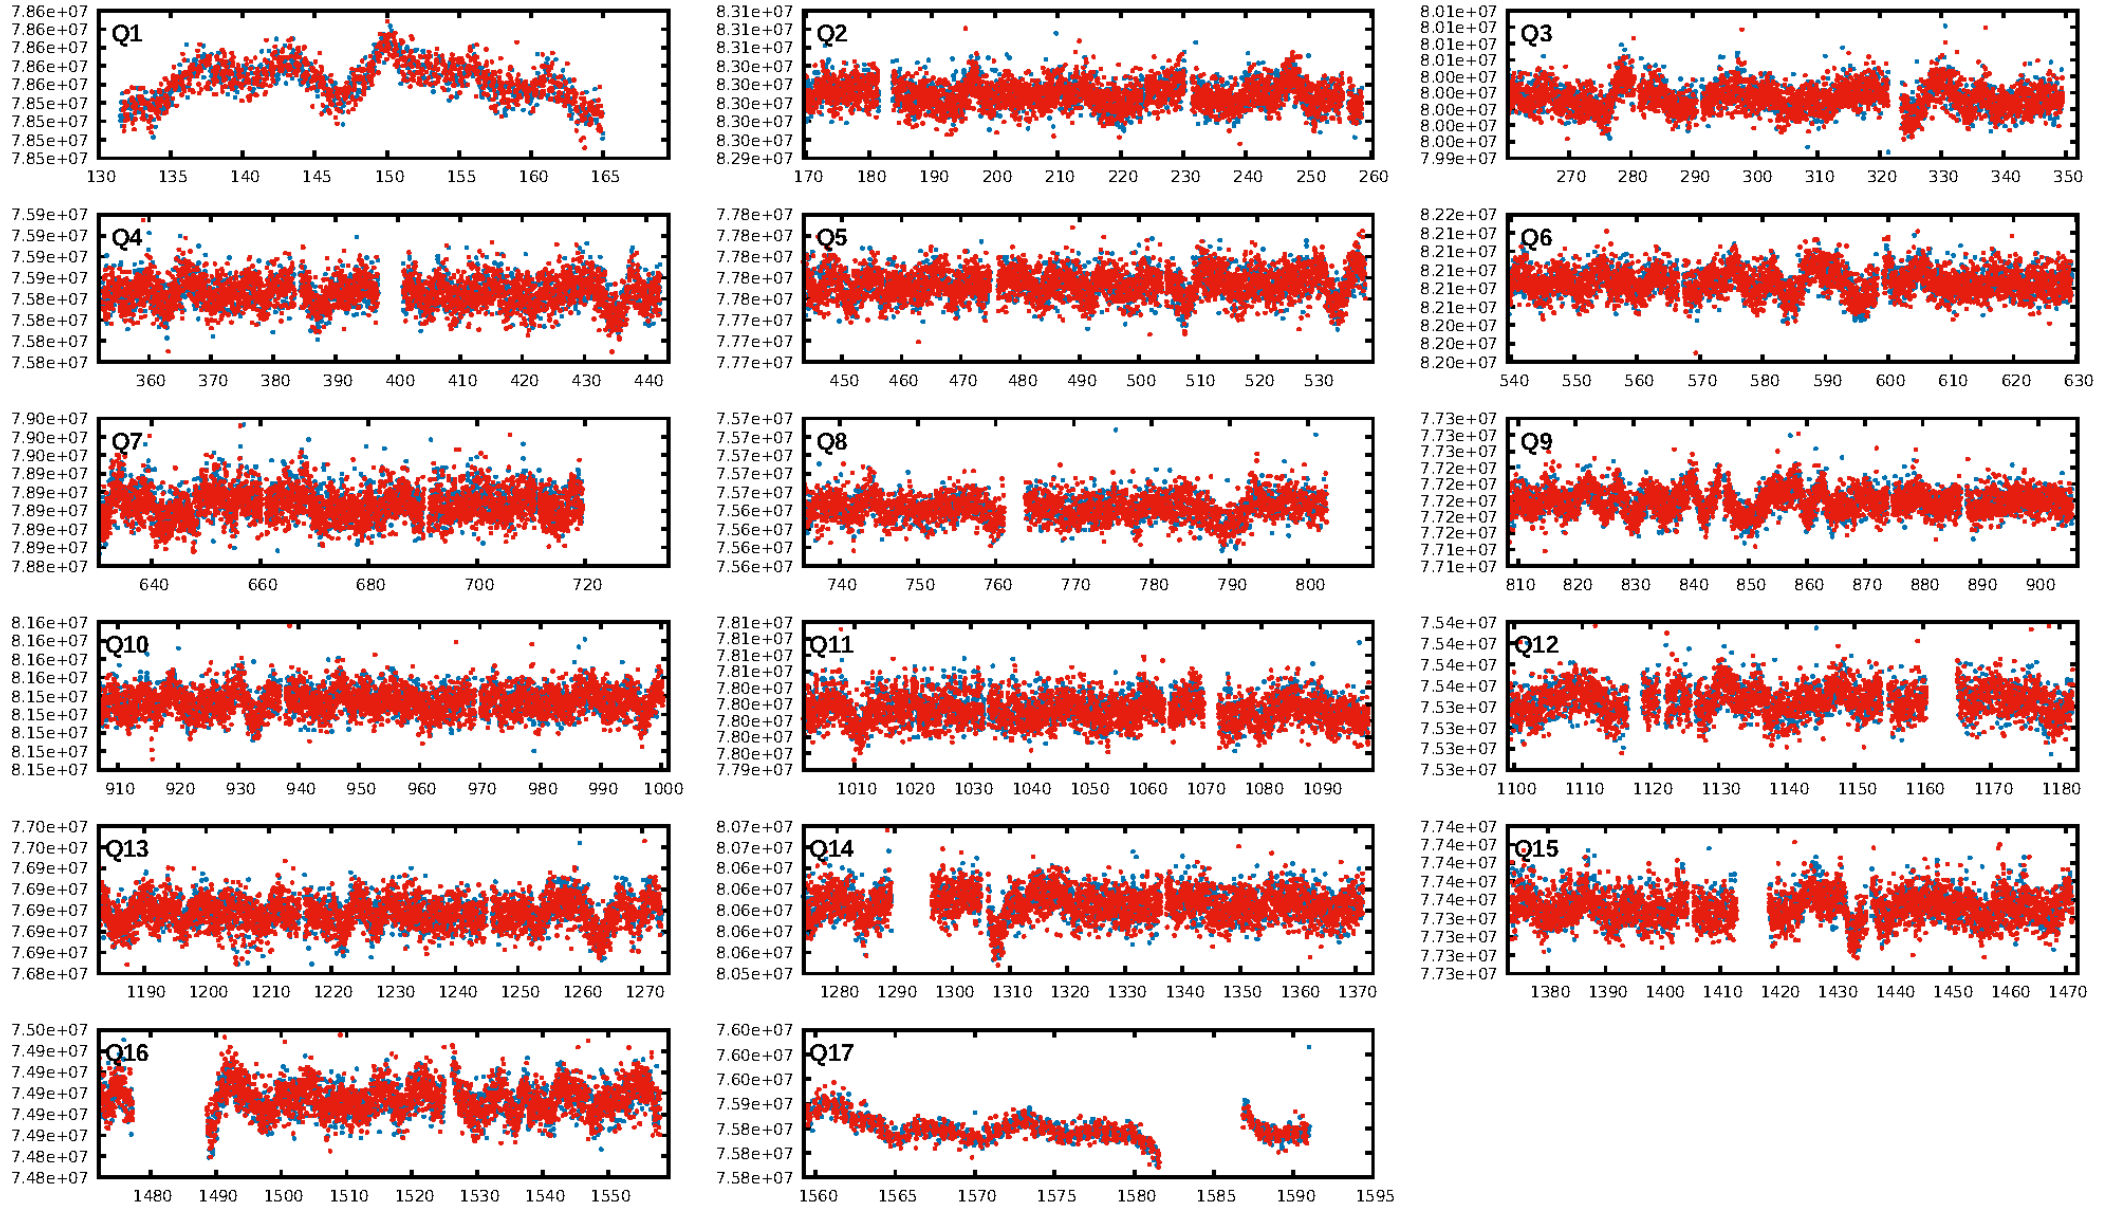 7.86e+07
7.86e+07
7.86e+07
7.86e+07
7.86e+07
7.85e+07
7.85e+07
7.85e+07
7.85e+07
Q1
130 135 140 145 150 155 160 165
8.31e+07
8.31e+07
8.31e+07
8.30e+07
8.30e+07
8.30e+07
8.30e+07
8.30e+07
8.29e+07
Q2
170 180 190 200 210 220 230 240 250 260
8.01e+07
8.01e+07
8.01e+07
8.01e+07
8.00e+07
8.00e+07
8.00e+07
8.00e+07
8.00e+07
7.99e+07
Q3
270 280 290 300 310 320 330 340 350
7.59e+07
7.59e+07
7.59e+07
7.59e+07
7.58e+07
7.58e+07
7.58e+07
7.58e+07
Q4
360 370 380 390 400 410 420 430 440
7.78e+07
7.78e+07
7.78e+07
7.78e+07
7.78e+07
7.77e+07
7.77e+07
7.77e+07
Q5
450 460 470 480 490 500 510 520 530
8.22e+07
8.21e+07
8.21e+07
8.21e+07
8.21e+07
8.21e+07
8.20e+07
8.20e+07
8.20e+07
Q6
540 550 560 570 580 590 600 610 620 630
7.90e+07
7.90e+07
7.90e+07
7.89e+07
7.89e+07
7.89e+07
7.89e+07
7.89e+07
7.88e+07
Q7
640 660 680 700 720
7.57e+07
7.57e+07
7.57e+07
7.57e+07
7.57e+07
7.56e+07
7.56e+07
7.56e+07
7.56e+07
Q8
740 750 760 770 780 790 800
7.73e+07
7.73e+07
7.73e+07
7.72e+07
7.72e+07
7.72e+07
7.72e+07
7.72e+07
7.71e+07
7.71e+07
Q9
810 820 830 840 850 860 870 880 890 900
8.16e+07
8.16e+07
8.16e+07
8.16e+07
8.15e+07
8.15e+07
8.15e+07
8.15e+07
8.15e+07
Q10
910 920 930 940 950 960 970 980 990 1000
7.81e+07
7.81e+07
7.81e+07
7.81e+07
7.80e+07
7.80e+07
7.80e+07
7.80e+07
7.80e+07
7.79e+07
Q11
1010 1020 1030 1040 1050 1060 1070 1080 1090
7.54e+07
7.54e+07
7.54e+07
7.54e+07
7.53e+07
7.53e+07
7.53e+07
7.53e+07
Q12
1100 1110 1120 1130 1140 1150 1160 1170 1180
7.70e+07
7.70e+07
7.69e+07
7.69e+07
7.69e+07
7.69e+07
7.69e+07
7.68e+07
Q13
1190 1200 1210 1220 1230 1240 1250 1260 1270
8.07e+07
8.07e+07
8.06e+07
8.06e+07
8.06e+07
8.06e+07
8.06e+07
8.05e+07
Q14
1280 1290 1300 1310 1320 1330 1340 1350 1360 1370
7.74e+07
7.74e+07
7.74e+07
7.74e+07
7.74e+07
7.73e+07
7.73e+07
7.73e+07
7.73e+07
Q15
1380 1390 1400 1410 1420 1430 1440 1450 1460 1470
7.50e+07
7.49e+07
7.49e+07
7.49e+07
7.49e+07
7.49e+07
7.48e+07
7.48e+07
Q16
1480 1490 1500 1510 1520 1530 1540 1550
7.60e+07
7.60e+07
7.60e+07
7.59e+07
7.58e+07
7.58e+07
7.58e+07
Q17
1560 1565 1570 1575 1580 1585 1590 1595